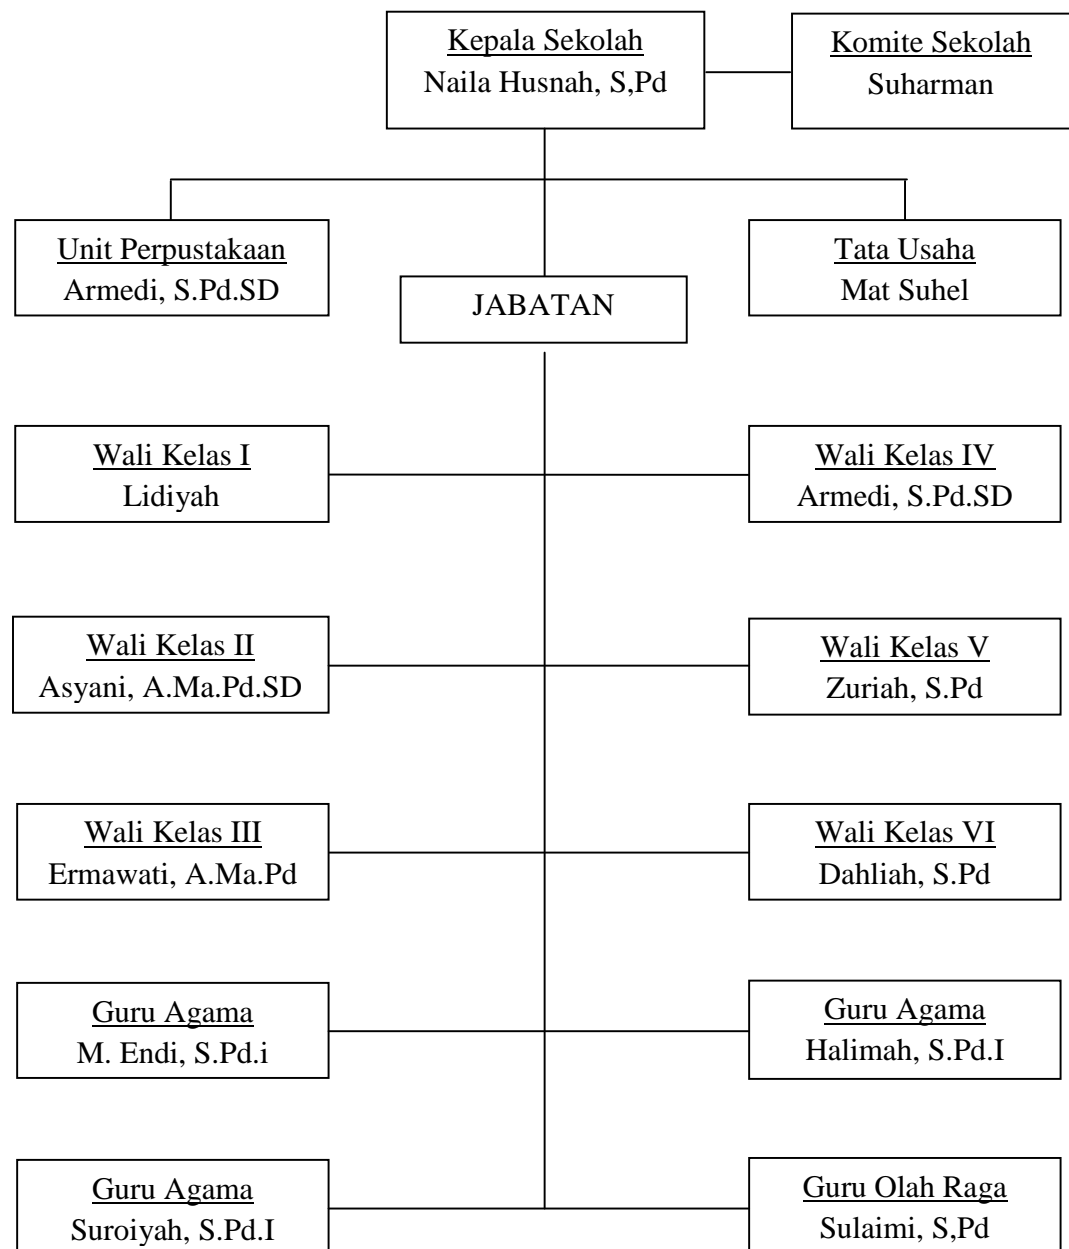 Kepala Sekolah
Naila Husnah, S,Pd
Komite Sekolah
Suharman
Unit Perpustakaan
Armedi, S.Pd.SD
Tata Usaha
Mat Suhel
JABATAN
Wali Kelas I
Lidiyah
Wali Kelas IV
Armedi, S.Pd.SD
Wali Kelas II
Asyani, A.Ma.Pd.SD
Wali Kelas V
Zuriah, S.Pd
Wali Kelas III
Ermawati, A.Ma.Pd
Wali Kelas VI
Dahliah, S.Pd
Guru Agama
M. Endi, S.Pd.i
Guru Agama
Halimah, S.Pd.I
Guru Agama
Suroiyah, S.Pd.I
Guru Olah Raga
Sulaimi, S,Pd